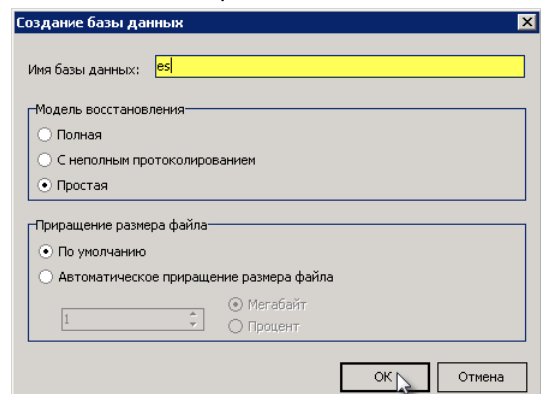 Создание базы данных
Имя базы данных: es
Модель восстановления
Полная
С неполным протоколированием
Простая
Приращение размера файла
По умолчанию
Автоматическое приращение размера файла
1
Мегабайт
Процент
ОК Отмена